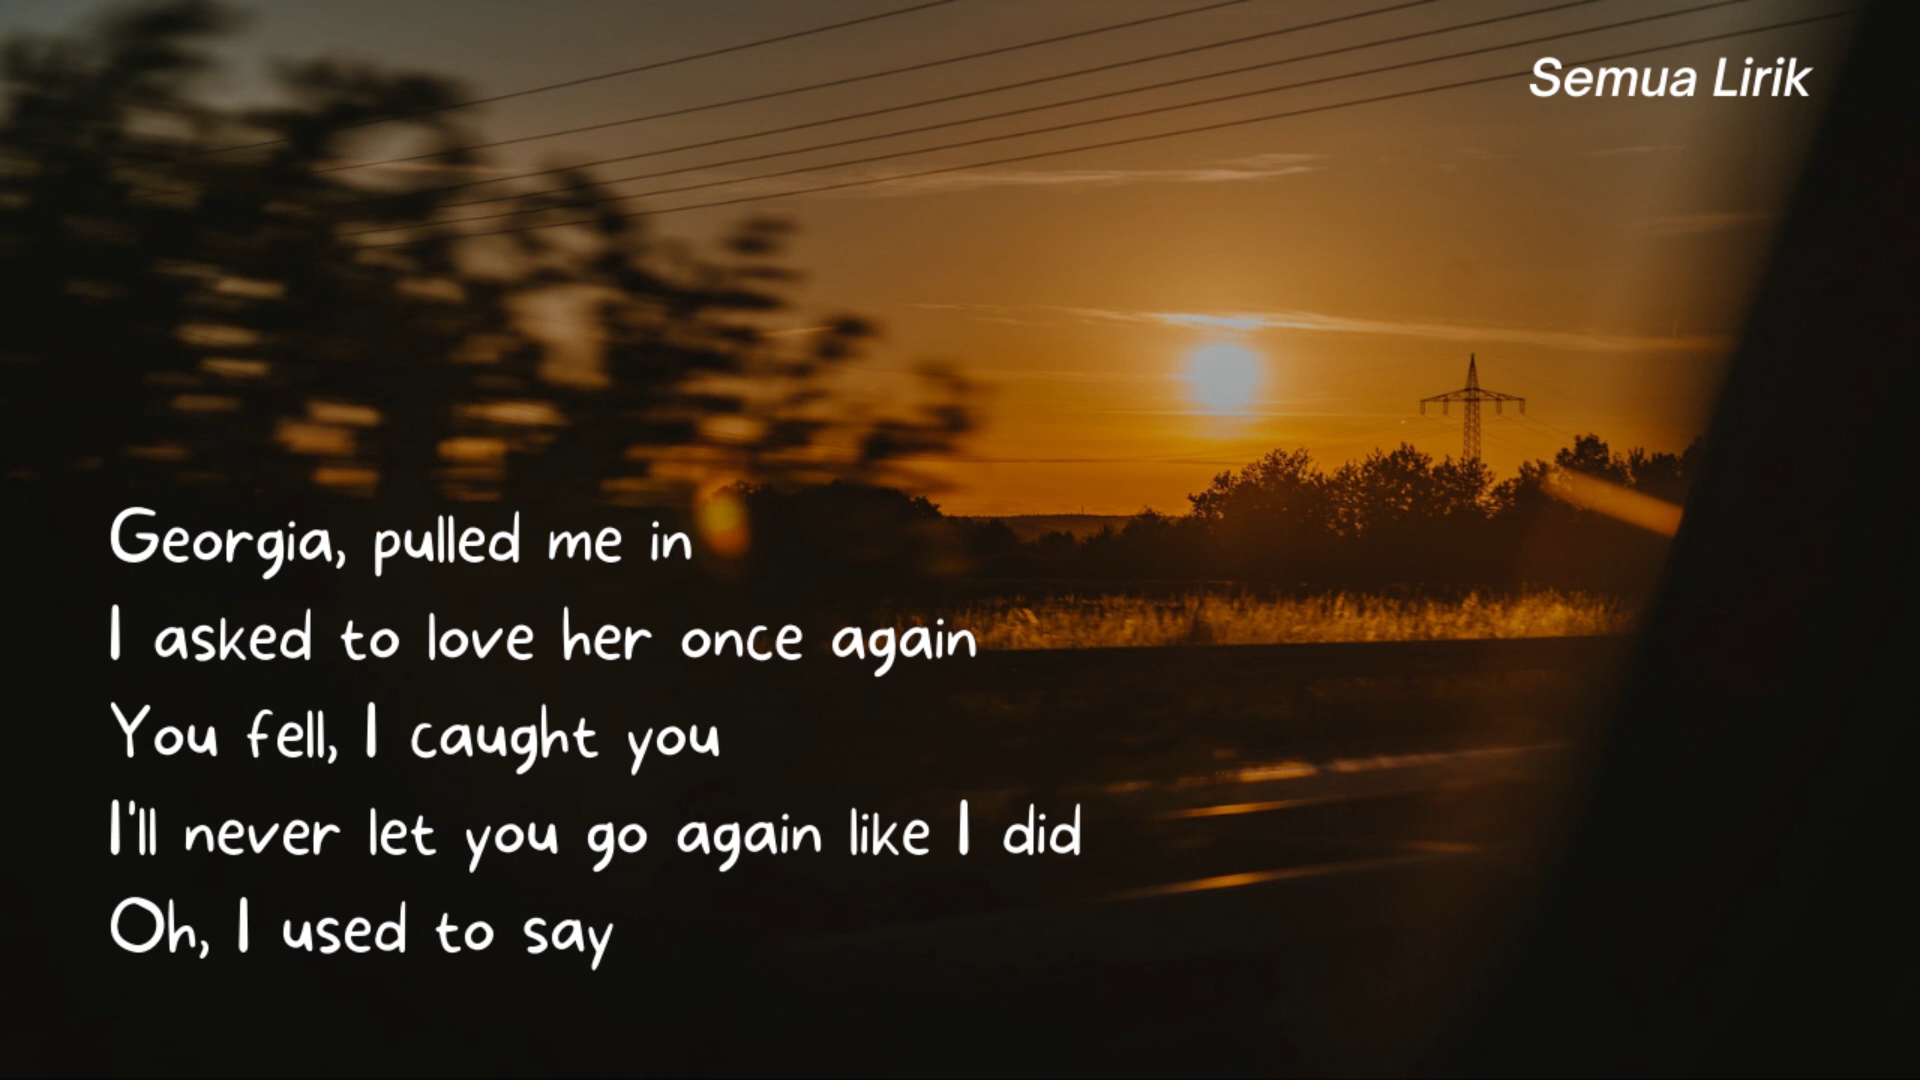 Semua Lirik
Georgia, pulled me in
I asked to love her once again
You fell, I caught you
I'll never let you go again like I did
Oh, I used to say